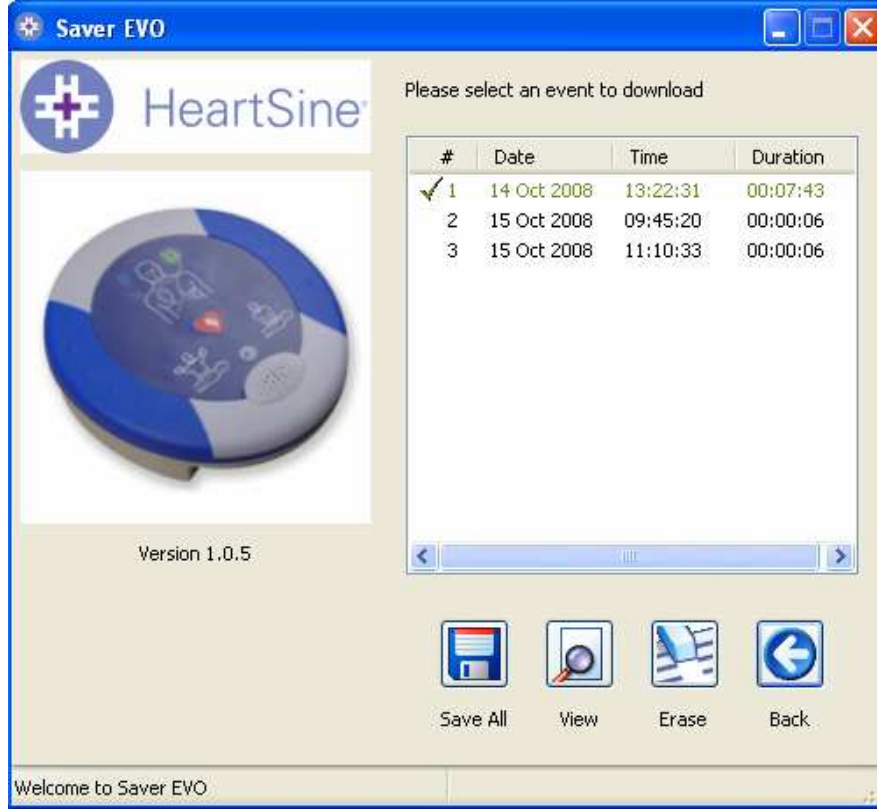 Saver EVO
HeartSine
Please select an event to download
# Date Time Duration
1 14 Oct 2008 13:22:31 00:07:43
2 15 Oct 2008 09:45:20 00:00:06
3 15 Oct 2008 11:10:33 00:00:06
Version 1.0.5
Save All View Erase Back
Welcome to Saver EVO